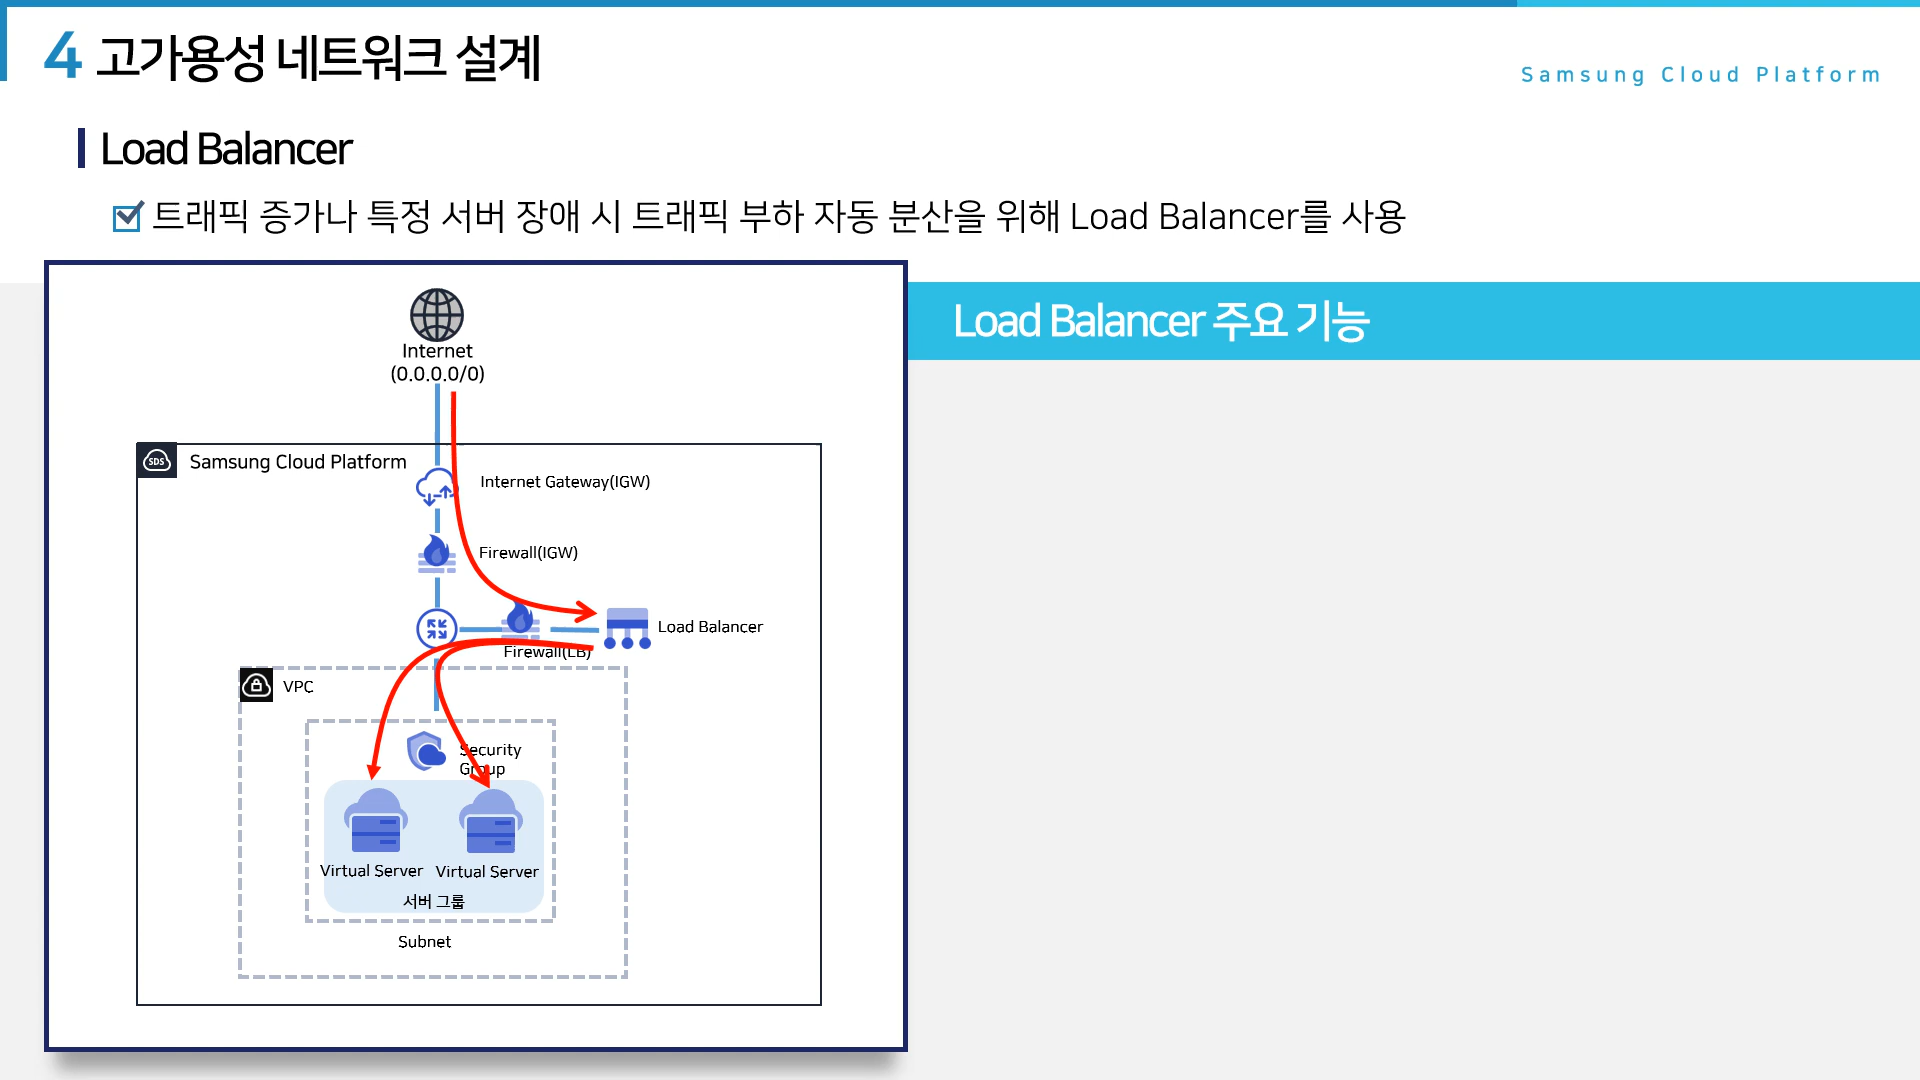 4 고가용성 네트워크 설계
Samsung Cloud Platform
Load Balancer
트래픽 증가나 특정 서버 장애 시 트래픽 부하 자동 분산을 위해 Load Balancer를 사용
Load Balancer 주요 기능
Internet
(0.0.0.0/0)
SDS
Samsung Cloud Platform
Internet Gateway(IGW)
Firewall(IGW)
Load Balancer
Firewall(LB)
VPC
Security
Group
Virtual Server
Virtual Server
서버 그룹
Subnet